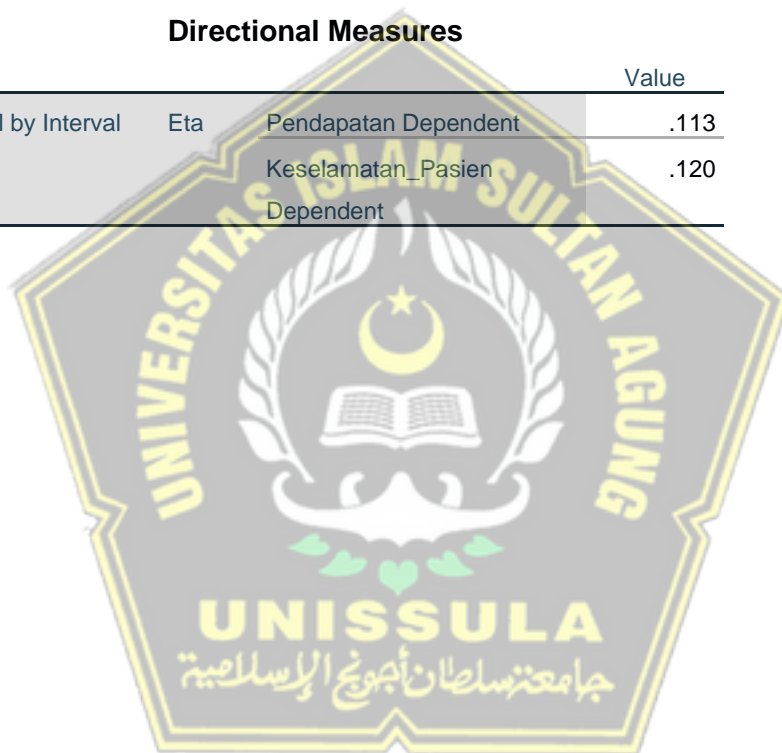 Directional Measures
Value
l by Interval Eta Pendapatan Dependent .113
Keselamatan_Pasien .120
Dependent
UNIVERSITAS ISLAM SULTAN AGUNG
UNISSULA
جامعة سلطان أجونج الإسلامية